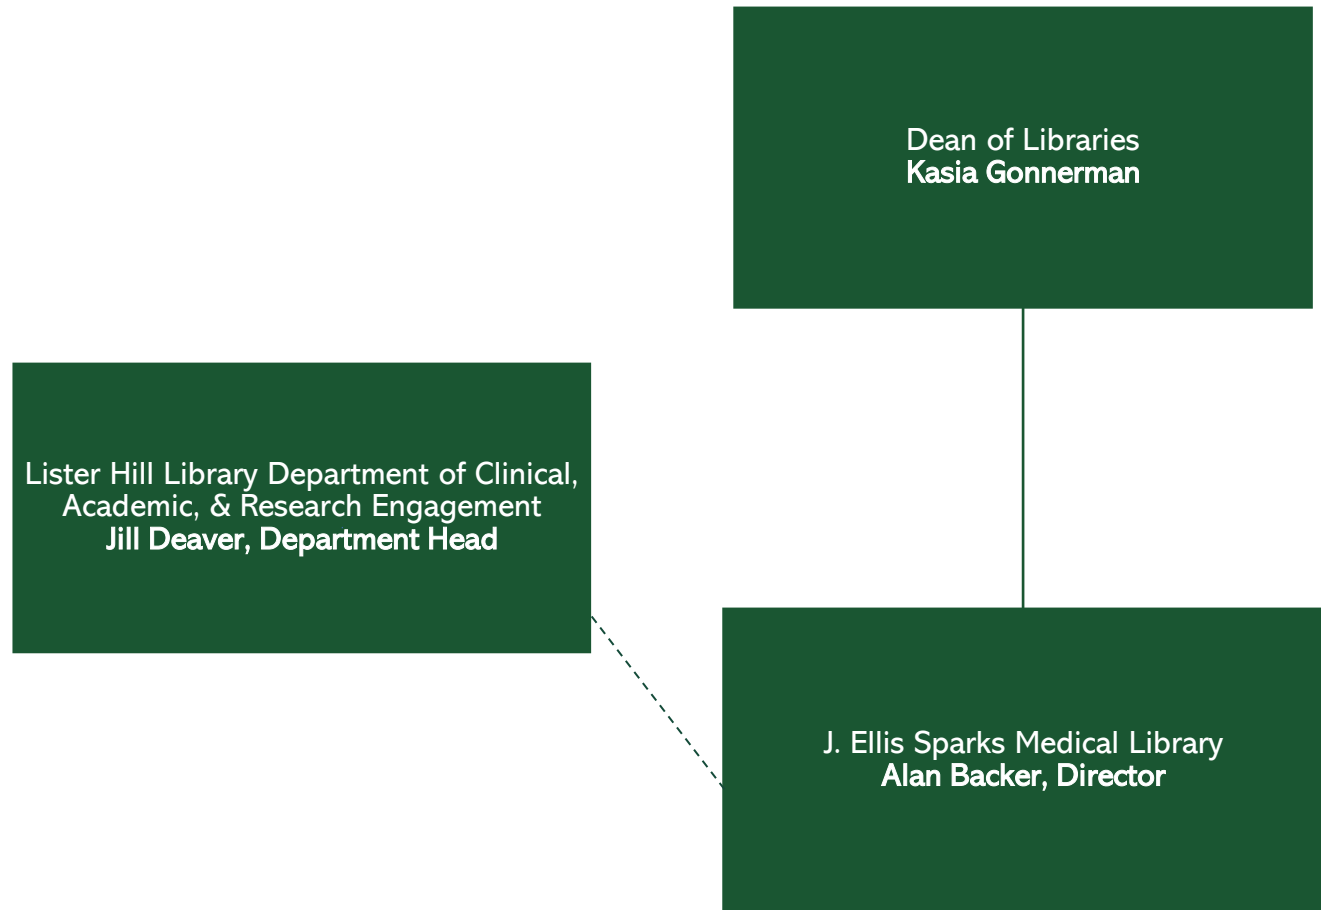 Dean of Libraries
Kasia Gonnerman
Lister Hill Library Department of Clinical,
Academic, & Research Engagement
Jill Deaver, Department Head
J. Ellis Sparks Medical Library
Alan Backer, Director